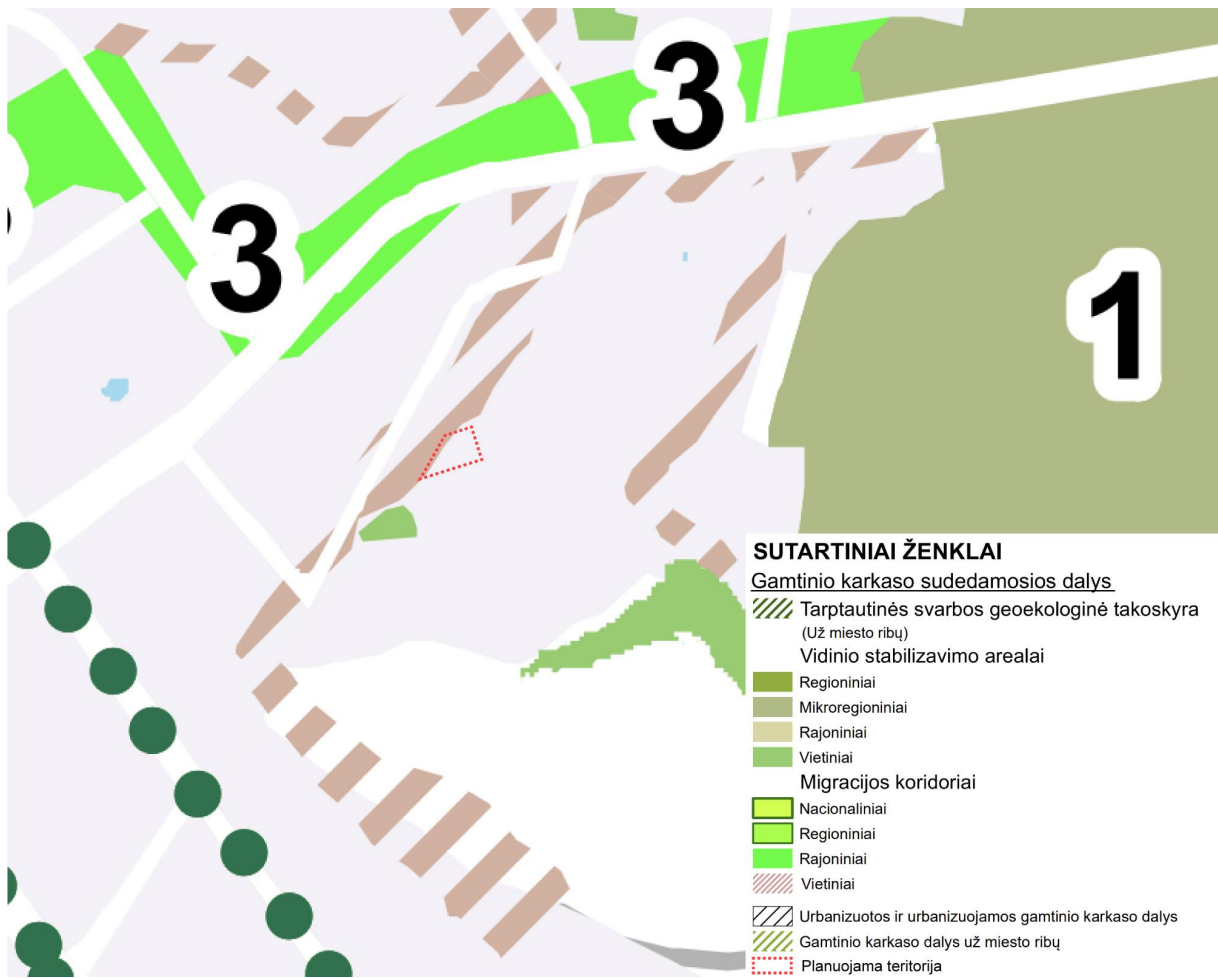 3
3
1
SUTARTINIAI ŽENKLAI
Gamtinio karkaso sudedamosios dalys
Tarptautinės svarbos geoekologinė takoskyra
(Už miesto ribų)
Vidinio stabilizavimo arealai
Regioniniai
Mikroregioniniai
Rajoniniai
Vietiniai
Migracijos koridoriai
Nacionaliniai
Regioniniai
Rajoniniai
Vietiniai
Urbanizuotos ir urbanizuojamos gamtinio karkaso dalys
Gamtinio karkaso dalys už miesto ribų
Planuojama teritorija